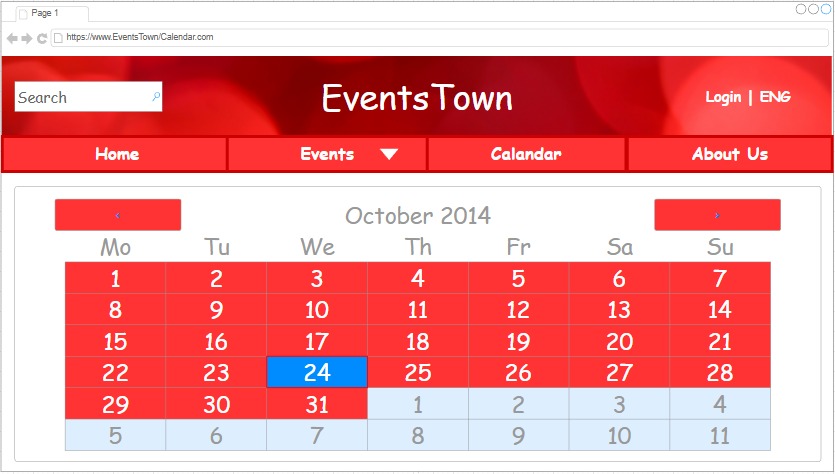 Page 1
https://www.EventsTown/Calendar.com
Search EventsTown Login | ENG
Home Events Calandar About Us
< October 2014 >
Mo Tu We Th Fr Sa Su
1 2 3 4 5 6 7
8 9 10 11 12 13 14
15 16 17 18 19 20 21
22 23 24 25 26 27 28
29 30 31 1 2 3 4
5 6 7 8 9 10 11